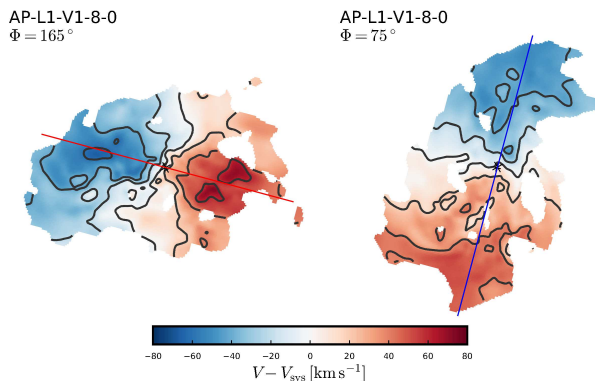 AP-L1-V1-8-0
Φ = 165°
AP-L1-V1-8-0
Φ = 75°
−80 −60 −40 −20 0 20 40 60 80
V − Vsys [km s⁻¹]